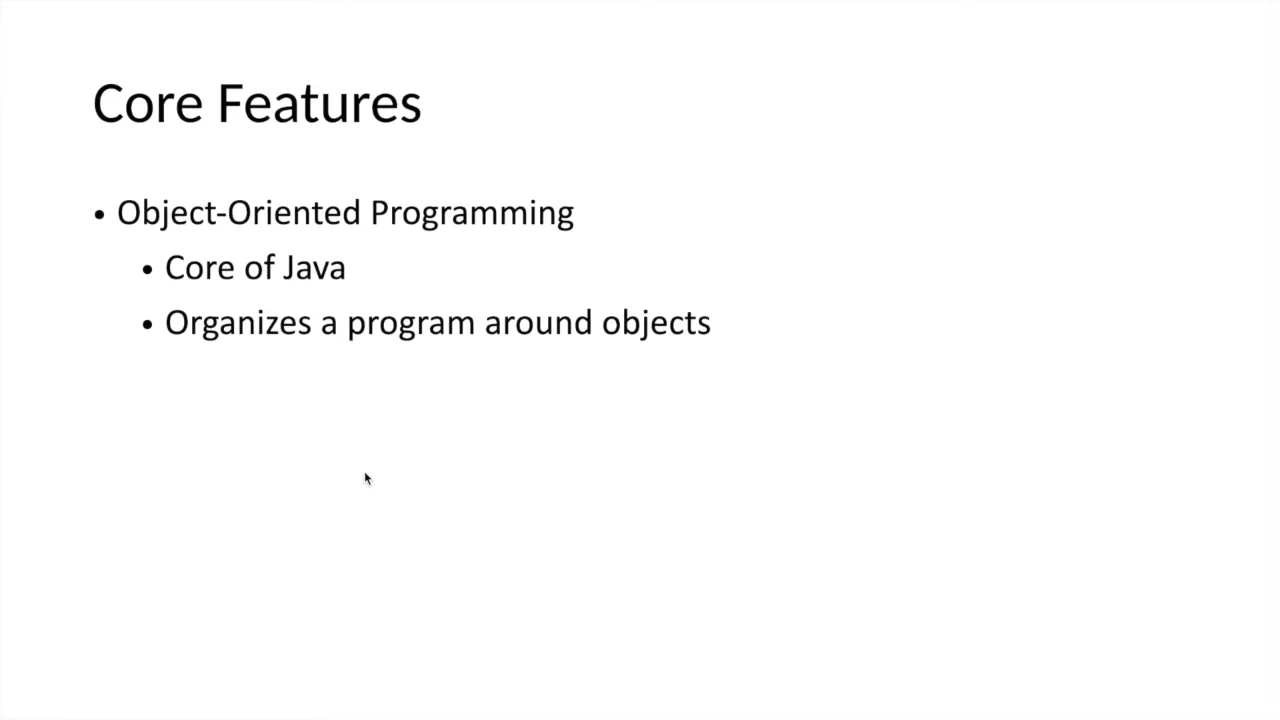 Core Features
• Object-Oriented Programming
• Core of Java
• Organizes a program around objects